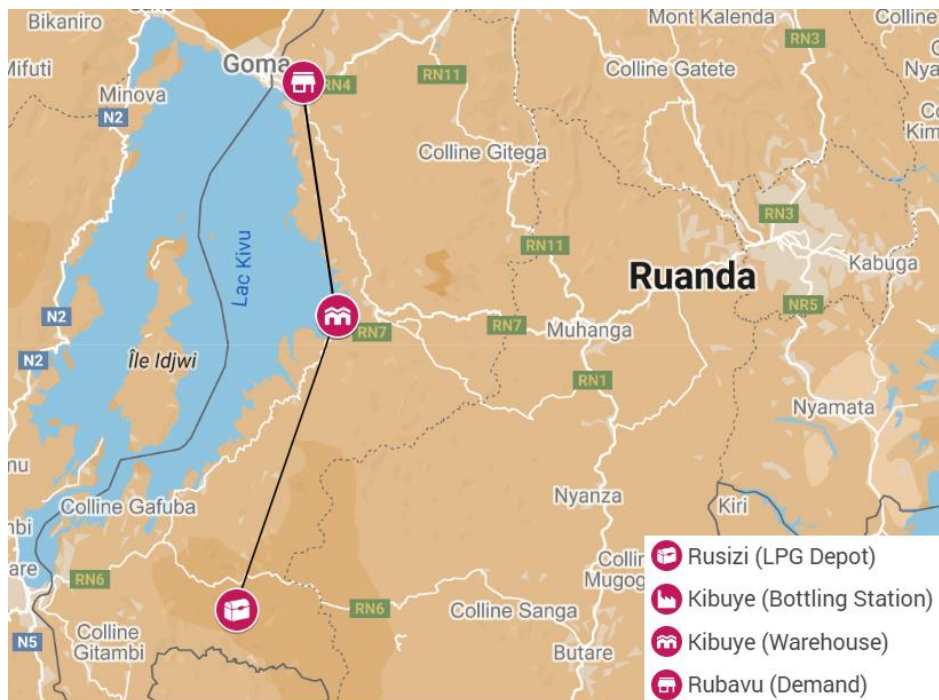 Bikaniro
Mont Kalenda
Colline
RN3
Mifuti
Goma
RN4
RN11
Colline Gatete
Minova
N2
Colline Gitega
RN3
Lac Kivu
RN11
Ruanda
Kabuga
N2
NR5
RN7
RN7
Muhanga
N2
Île Idjwi
RN1
Nyamata
Colline Gafuba
Nyanza
Kiri
RN6
RN6
Colline Sanga
N5
Colline
Gitambi
Butare
Rusizi (LPG Depot)
Kibuye (Bottling Station)
Kibuye (Warehouse)
Rubavu (Demand)